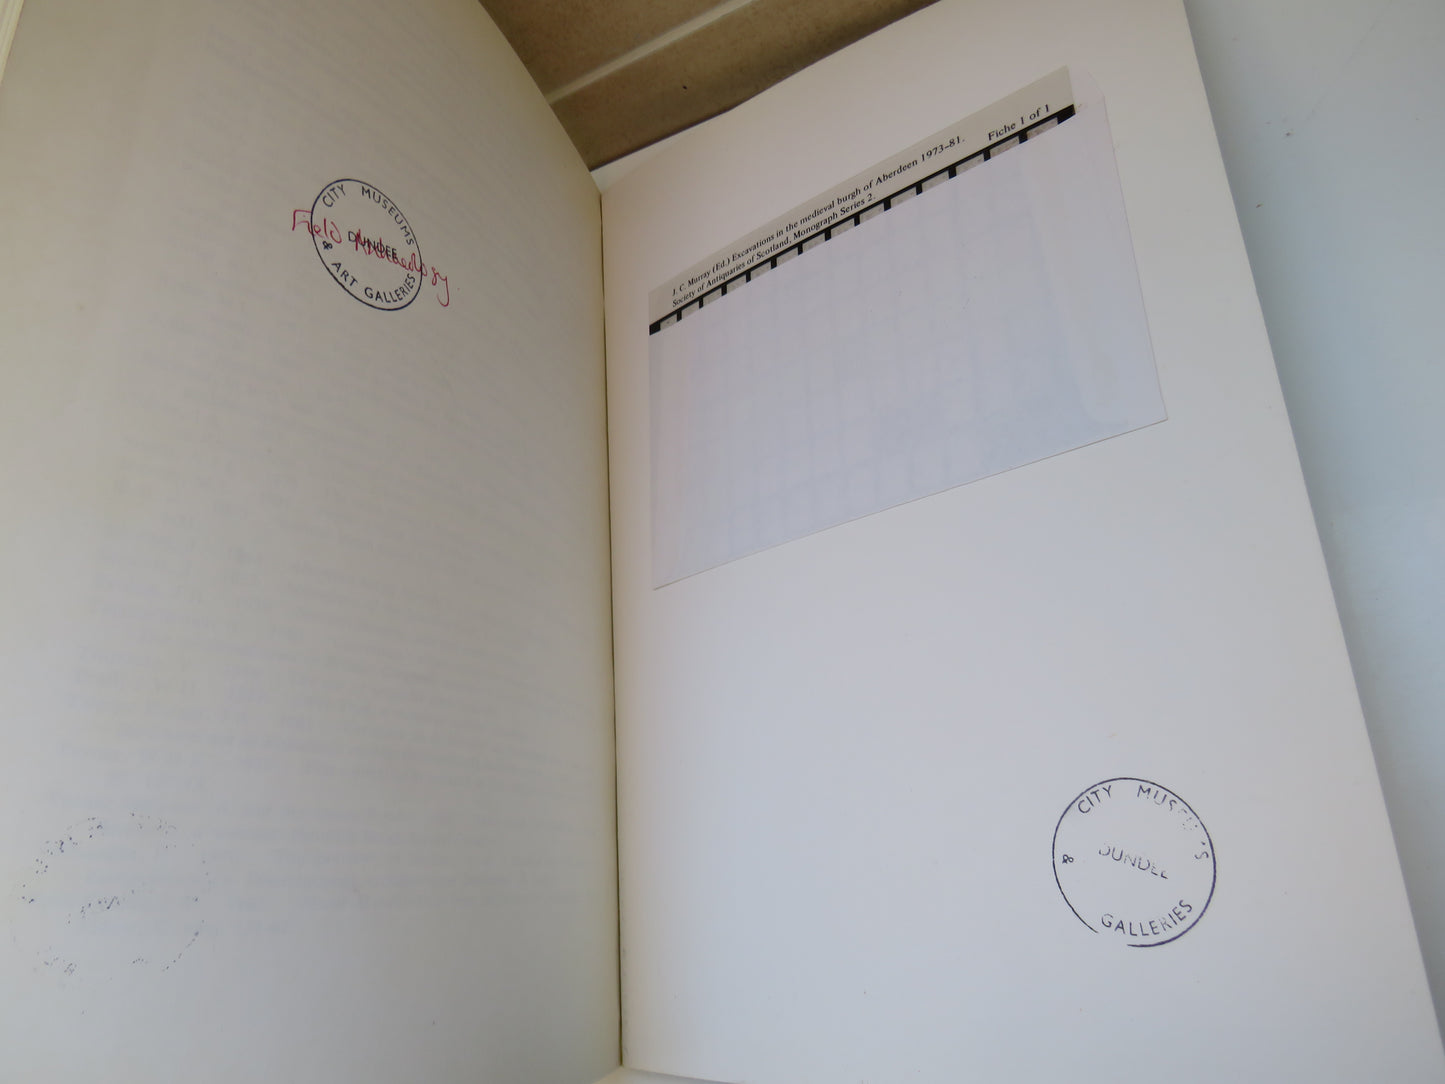 CITY MUSEUMS
DUNDEE
& ART GALLERIES
Field Archaeology
J. C. Murray (Ed.) Excavations in the medieval burgh of Aberdeen 1973–81. Fiche 1 of 1
Society of Antiquaries of Scotland, Monograph Series 2.
CITY MUSEUM'S
DUNDEE
& GALLERIES